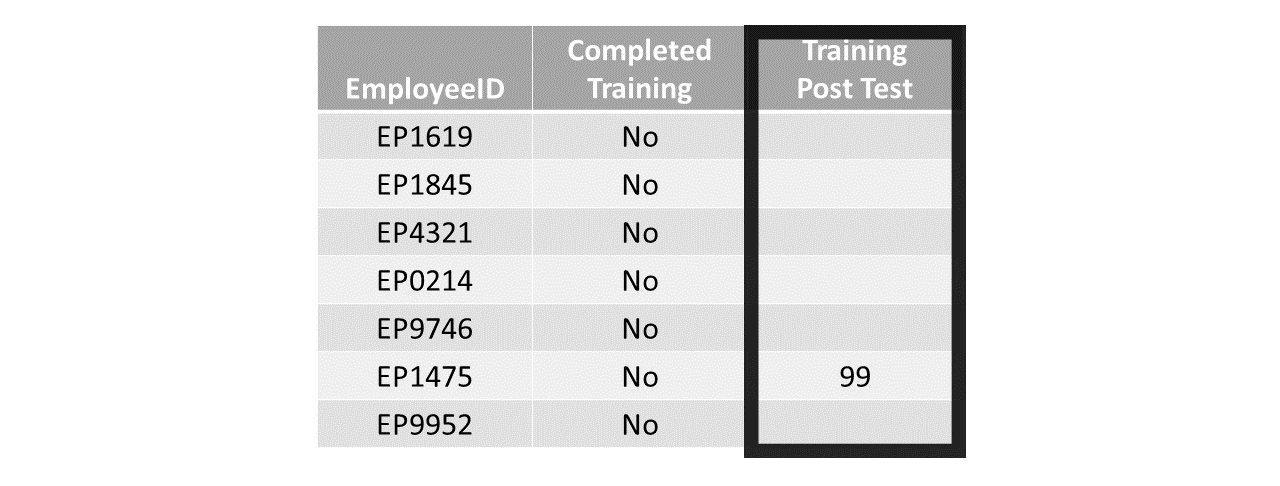 EmployeeID Completed Training Training Post Test
EP1619 No
EP1845 No
EP4321 No
EP0214 No
EP9746 No
EP1475 No 99
EP9952 No